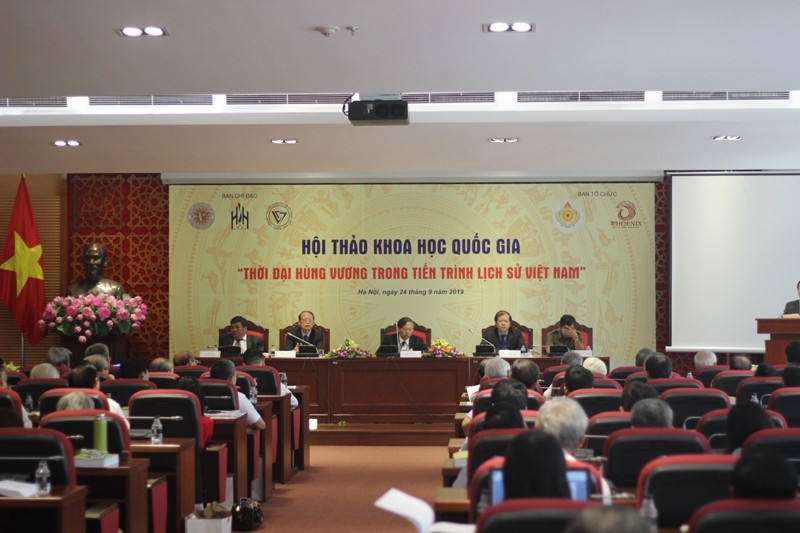 BAN CHỈ ĐẠO
BAN TỔ CHỨC
PHOENIX
HỘI THẢO KHOA HỌC QUỐC GIA
"THỜI ĐẠI HÙNG VƯƠNG TRONG TIẾN TRÌNH LỊCH SỬ VIỆT NAM"
Hà Nội, ngày 24 tháng 9 năm 2019